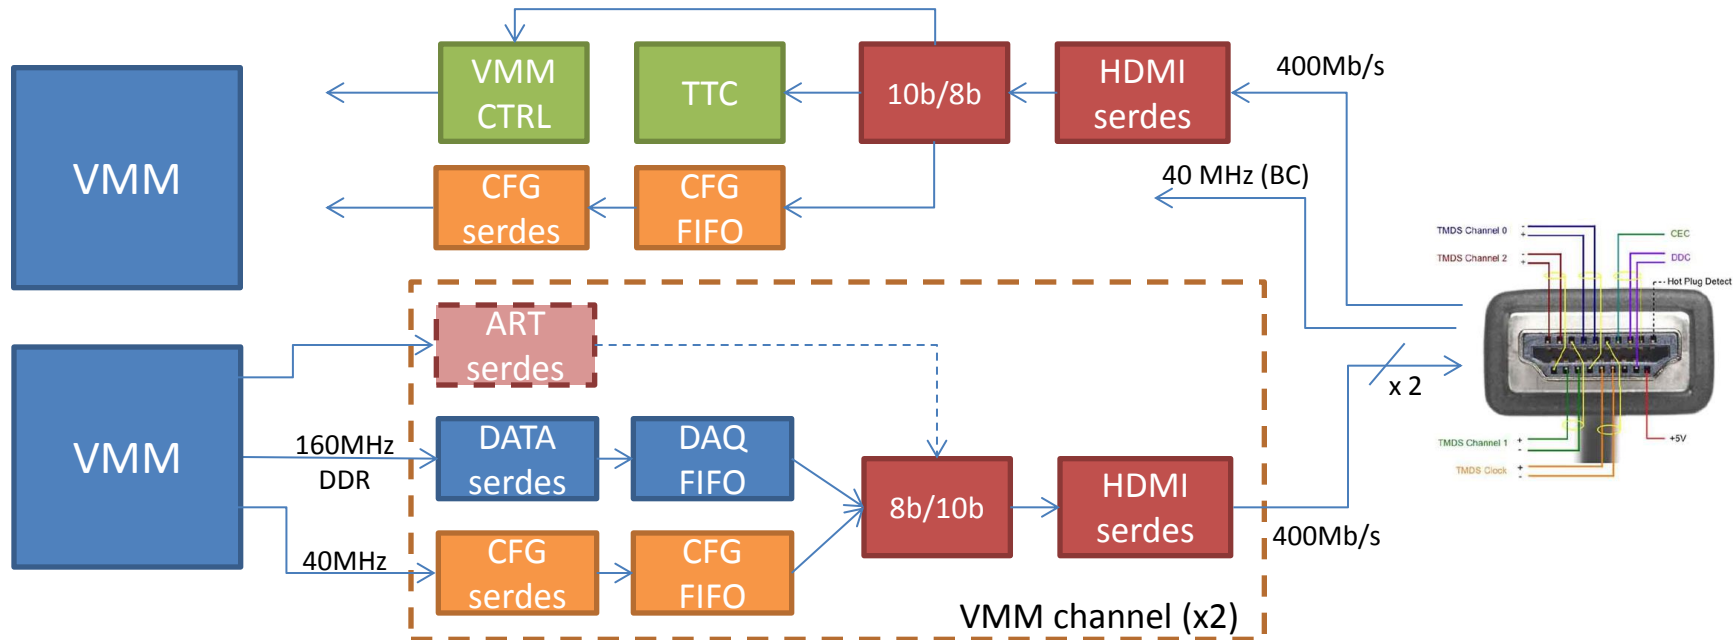 VMM
VMM
CTRL
TTC
10b/8b
HDMI
serdes
400Mb/s
CFG
serdes
CFG
FIFO
40 MHz (BC)
TMDS Channel 0
-
+
TMDS Channel 2
-
+
CEC
DDC
Hot Plug Detect
TMDS Channel 1
+
-
TMDS Clock
+
-
+5V
VMM
ART
serdes
160MHz
DDR
DATA
serdes
DAQ
FIFO
40MHz
CFG
serdes
CFG
FIFO
8b/10b
HDMI
serdes
400Mb/s
x 2
VMM channel (x2)